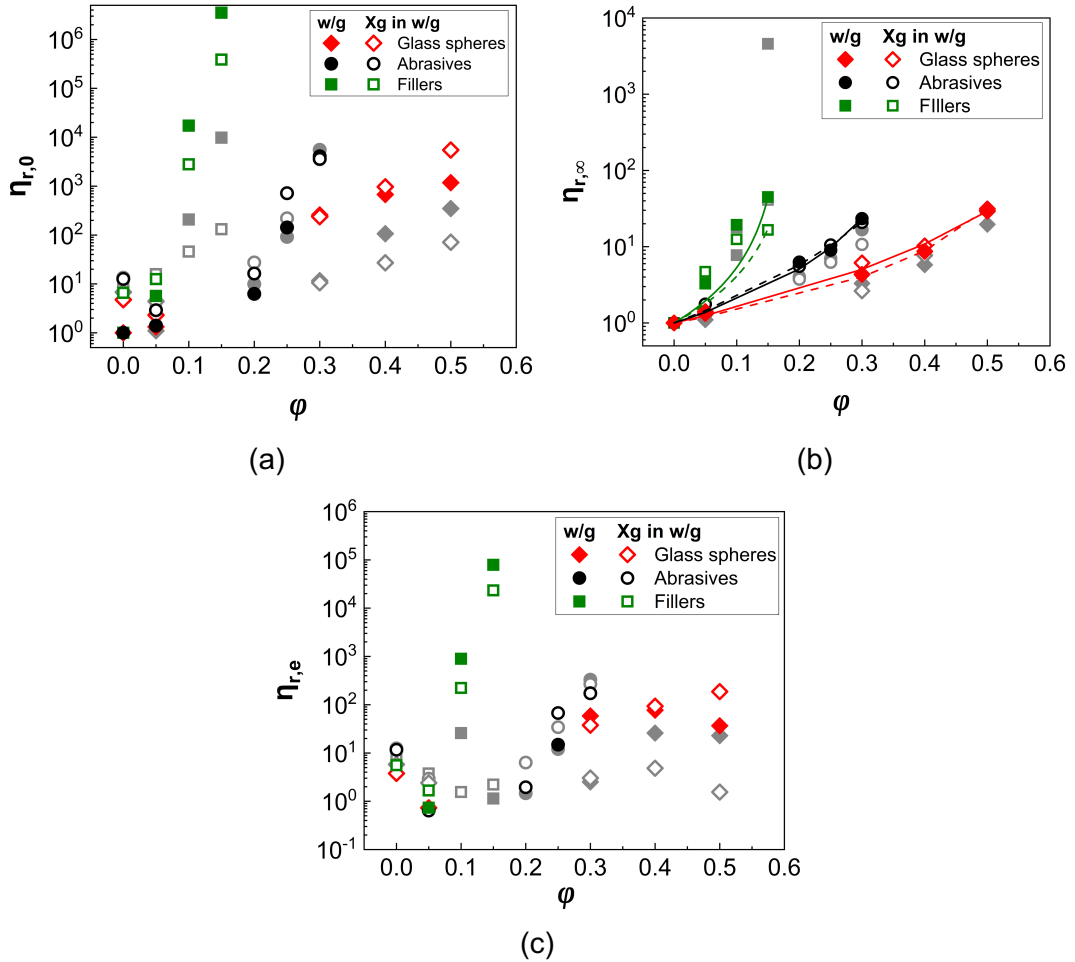 w/g Xg in w/g
Glass spheres
Abrasives
Fillers
10^6
10^5
10^4
10^3
10^2
10^1
10^0
η_r,0
0.0 0.1 0.2 0.3 0.4 0.5 0.6
φ
(a)
w/g Xg in w/g
Glass spheres
Abrasives
FIllers
10^4
10^3
10^2
10^1
10^0
η_r,∞
0.0 0.1 0.2 0.3 0.4 0.5 0.6
φ
(b)
w/g Xg in w/g
Glass spheres
Abrasives
Fillers
10^6
10^5
10^4
10^3
10^2
10^1
10^0
10^-1
η_r,e
0.0 0.1 0.2 0.3 0.4 0.5 0.6
φ
(c)